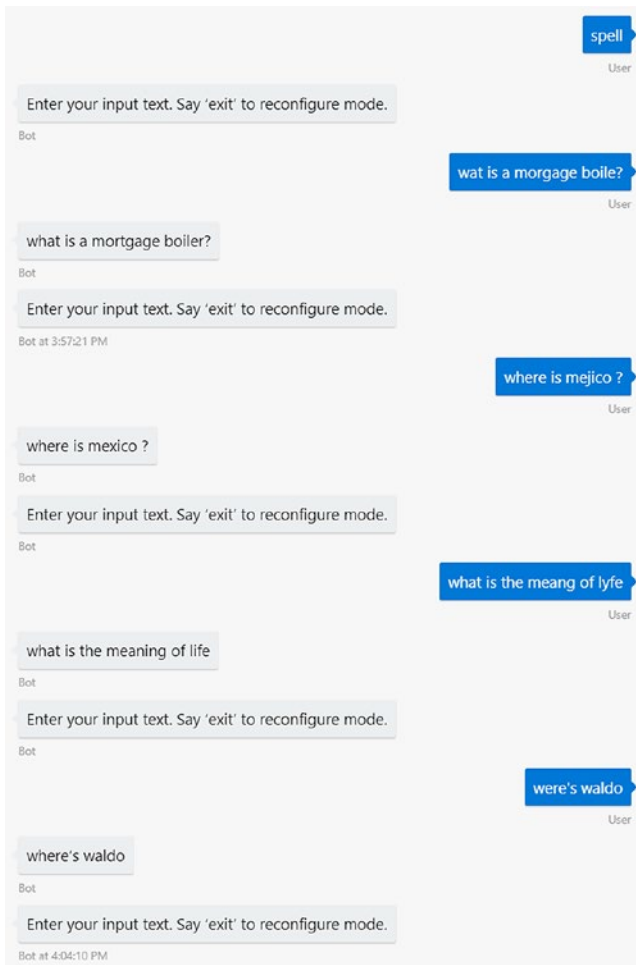 spell
User
Enter your input text. Say 'exit' to reconfigure mode.
Bot
wat is a morgage boile?
User
what is a mortgage boiler?
Bot
Enter your input text. Say 'exit' to reconfigure mode.
Bot at 3:57:21 PM
where is mejico ?
User
where is mexico ?
Bot
Enter your input text. Say 'exit' to reconfigure mode.
Bot
what is the meang of lyfe
User
what is the meaning of life
Bot
Enter your input text. Say 'exit' to reconfigure mode.
Bot
were's waldo
User
where's waldo
Bot
Enter your input text. Say 'exit' to reconfigure mode.
Bot at 4:04:10 PM